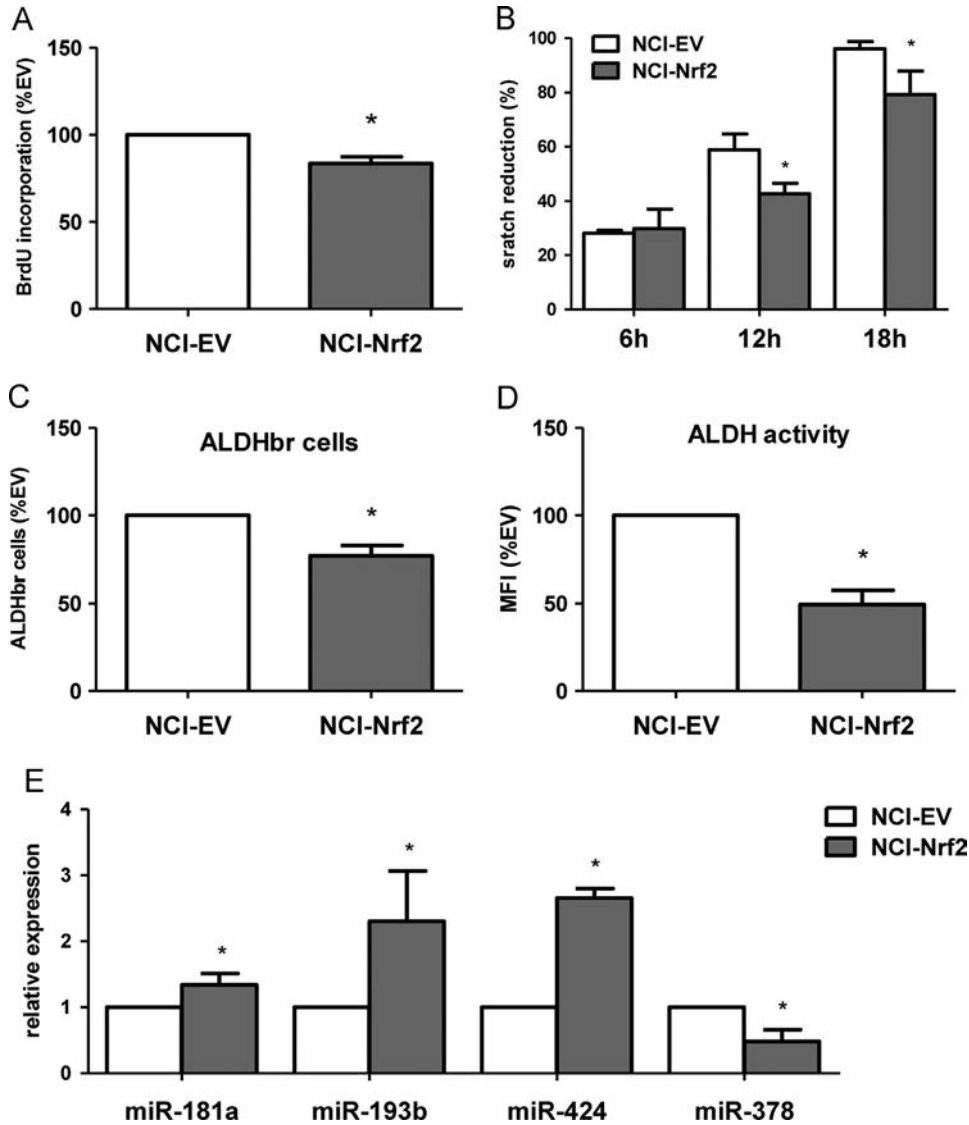 A
BrdU incorporation (%EV)
150
100
50
0
*
NCI-EV NCI-Nrf2
B
sratch reduction (%)
100
80
60
40
20
0
NCI-EV
NCI-Nrf2
*
*
6h 12h 18h
C
ALDHbr cells
ALDHbr cells (%EV)
150
100
50
0
*
NCI-EV NCI-Nrf2
D
ALDH activity
MFI (%EV)
150
100
50
0
*
NCI-EV NCI-Nrf2
E
relative expression
4
3
2
1
0
*
*
*
*
NCI-EV
NCI-Nrf2
miR-181a miR-193b miR-424 miR-378